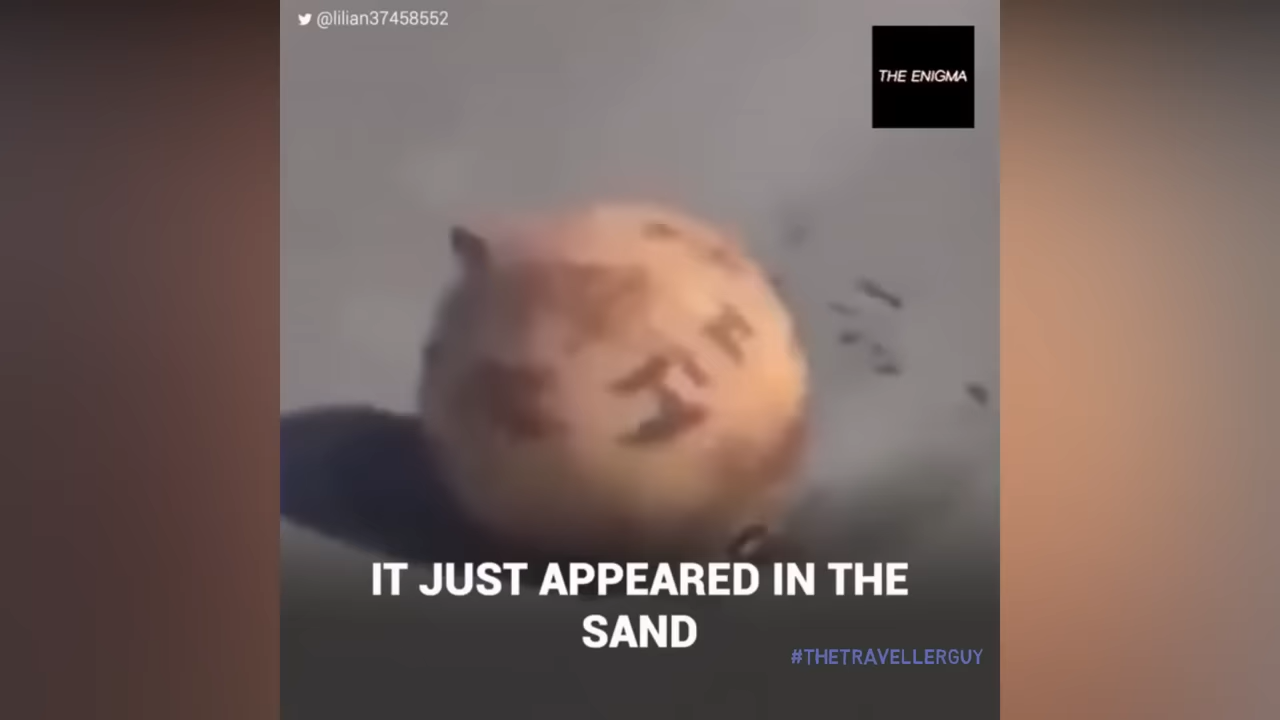 @lilian37458552
THE ENIGMA
IT JUST APPEARED IN THE
SAND
#THETRAVELLERGUY